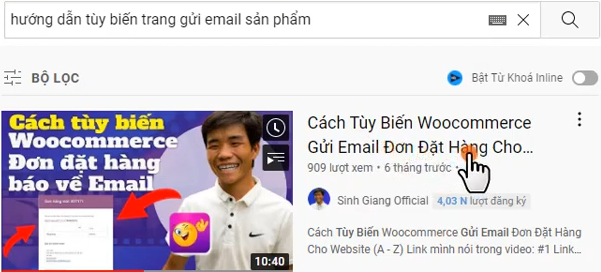 hướng dẫn tùy biến trang gửi email sản phẩm
BỘ LỌC
Bật Từ Khoá Inline
Cách tùy biến
Woocommerce
Đơn đặt hàng
báo về Email
10:40
Cách Tùy Biến Woocommerce
Gửi Email Đơn Đặt Hàng Cho...
909 lượt xem • 6 tháng trước •
Sinh Giang Official
4,03 N lượt đăng ký
Cách Tùy Biến Woocommerce Gửi Email Đơn Đặt Hàng
Cho Website (A - Z) Link mình nói trong video: #1 Link...